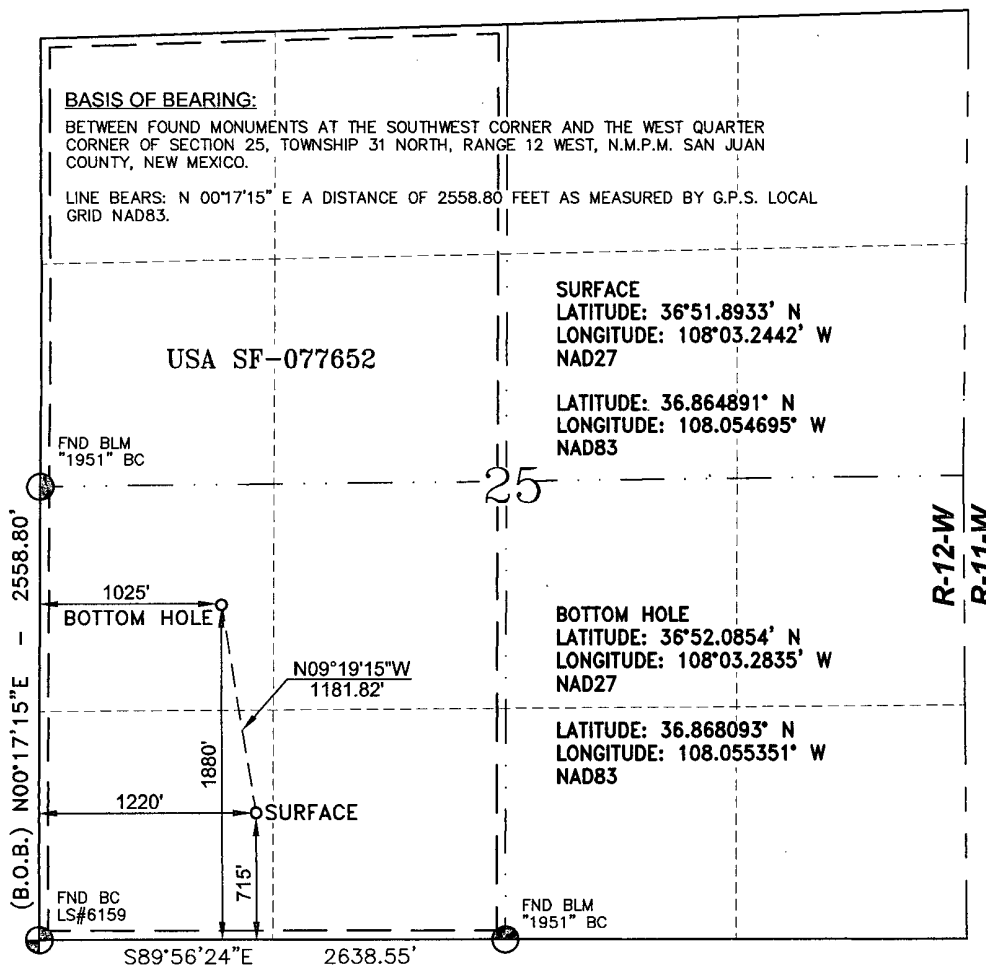 BASIS OF BEARING:
BETWEEN FOUND MONUMENTS AT THE SOUTHWEST CORNER AND THE WEST QUARTER
CORNER OF SECTION 25, TOWNSHIP 31 NORTH, RANGE 12 WEST, N.M.P.M. SAN JUAN
COUNTY, NEW MEXICO.
LINE BEARS: N 00°17'15" E A DISTANCE OF 2558.80 FEET AS MEASURED BY G.P.S. LOCAL
GRID NAD83.
SURFACE
LATITUDE: 36°51.8933' N
LONGITUDE: 108°03.2442' W
NAD27
LATITUDE: 36.864891° N
LONGITUDE: 108.054695° W
NAD83
USA SF-077652
FND BLM
"1951" BC
25
R-12-W
R-11-W
(B.O.B.) N00°17'15"E - 2558.80'
1025'
BOTTOM HOLE
N09°19'15"W
1181.82'
1880'
1220'
SURFACE
715'
BOTTOM HOLE
LATITUDE: 36°52.0854' N
LONGITUDE: 108°03.2835' W
NAD27
LATITUDE: 36.868093° N
LONGITUDE: 108.055351° W
NAD83
FND BC
LS#6159
FND BLM
"1951" BC
S89°56'24"E 2638.55'